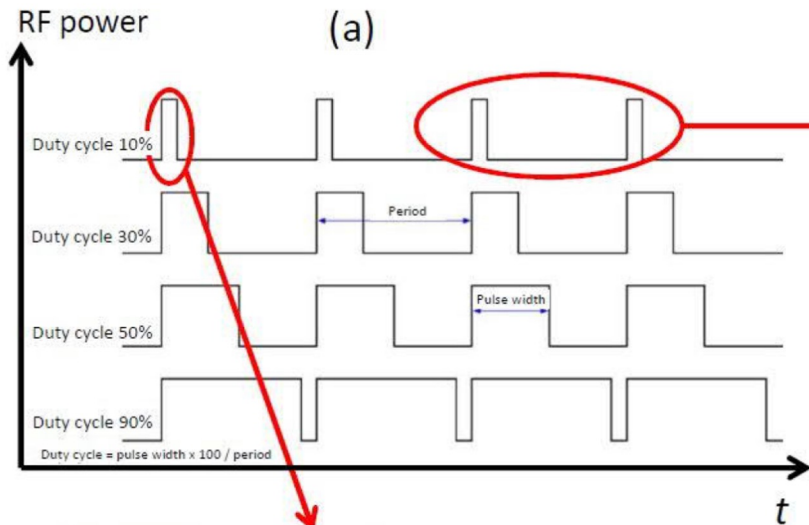 RF power
(a)
Duty cycle 10%
Duty cycle 30%
Period
Duty cycle 50%
Pulse width
Duty cycle 90%
Duty cycle = pulse width x 100 / period
t